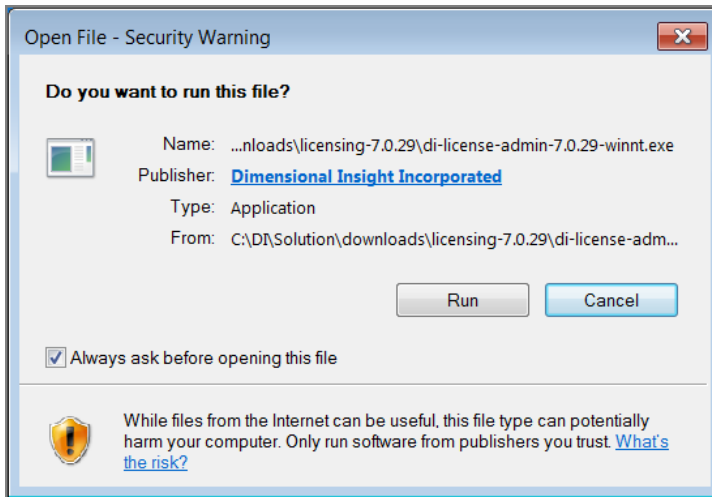 Open File - Security Warning
Do you want to run this file?
Name: ...nloads\licensing-7.0.29\di-license-admin-7.0.29-winnt.exe
Publisher: Dimensional Insight Incorporated
Type: Application
From: C:\DI\Solution\downloads\licensing-7.0.29\di-license-adm...
Run Cancel
Always ask before opening this file
While files from the Internet can be useful, this file type can potentially
harm your computer. Only run software from publishers you trust. What's
the risk?